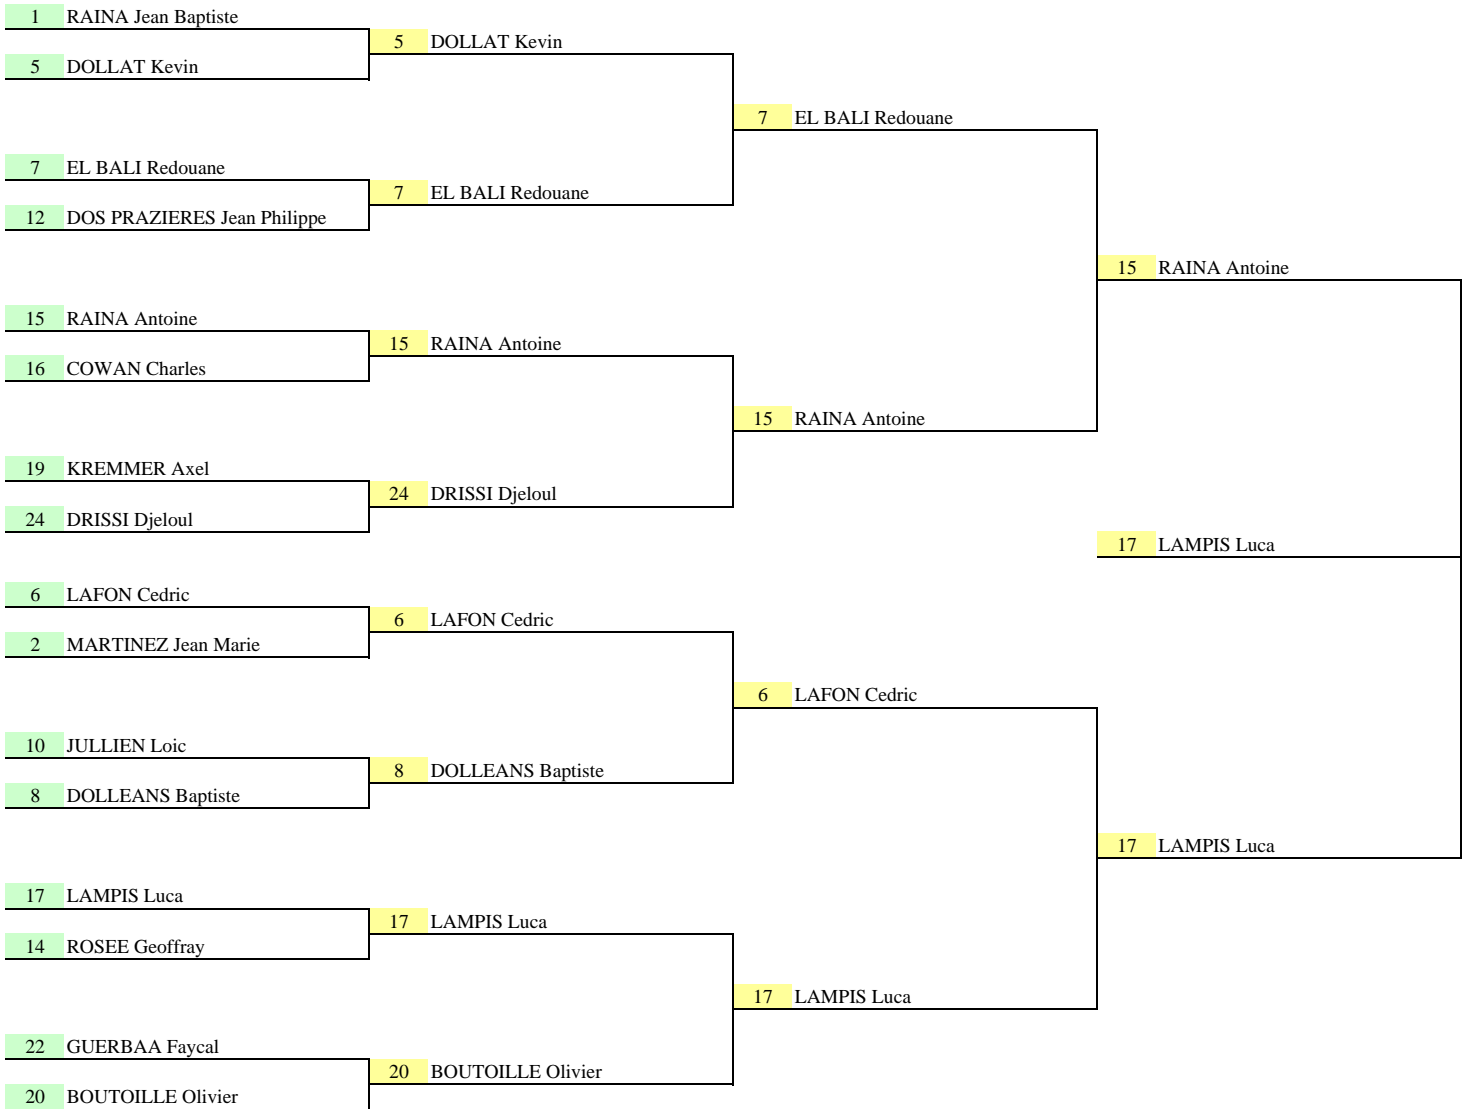 1 RAINA Jean Baptiste
5 DOLLAT Kevin
5 DOLLAT Kevin
7 EL BALI Redouane
7 EL BALI Redouane
7 EL BALI Redouane
12 DOS PRAZIERES Jean Philippe
15 RAINA Antoine
15 RAINA Antoine
15 RAINA Antoine
16 COWAN Charles
15 RAINA Antoine
19 KREMMER Axel
24 DRISSI Djeloul
24 DRISSI Djeloul
17 LAMPIS Luca
6 LAFON Cedric
6 LAFON Cedric
2 MARTINEZ Jean Marie
6 LAFON Cedric
10 JULLIEN Loic
8 DOLLEANS Baptiste
8 DOLLEANS Baptiste
17 LAMPIS Luca
17 LAMPIS Luca
17 LAMPIS Luca
14 ROSEE Geoffray
17 LAMPIS Luca
22 GUERBAA Faycal
20 BOUTOILLE Olivier
20 BOUTOILLE Olivier